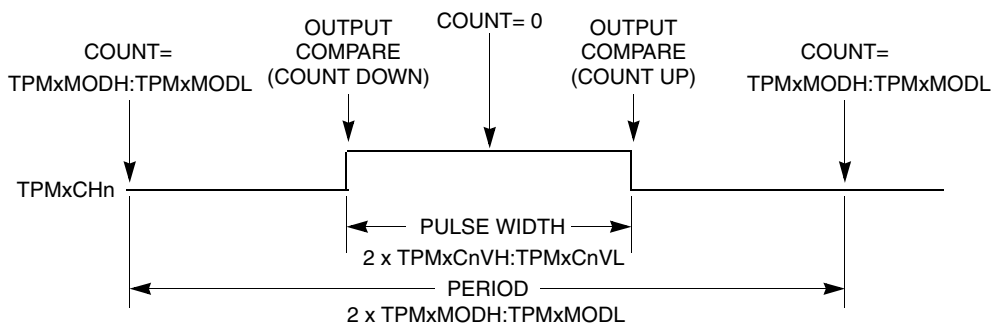 COUNT=
TPMxMODH:TPMxMODL
OUTPUT
COMPARE
(COUNT DOWN)
COUNT= 0
OUTPUT
COMPARE
(COUNT UP)
COUNT=
TPMxMODH:TPMxMODL
TPMxCHn
PULSE WIDTH
2 x TPMxCnVH:TPMxCnVL
PERIOD
2 x TPMxMODH:TPMxMODL